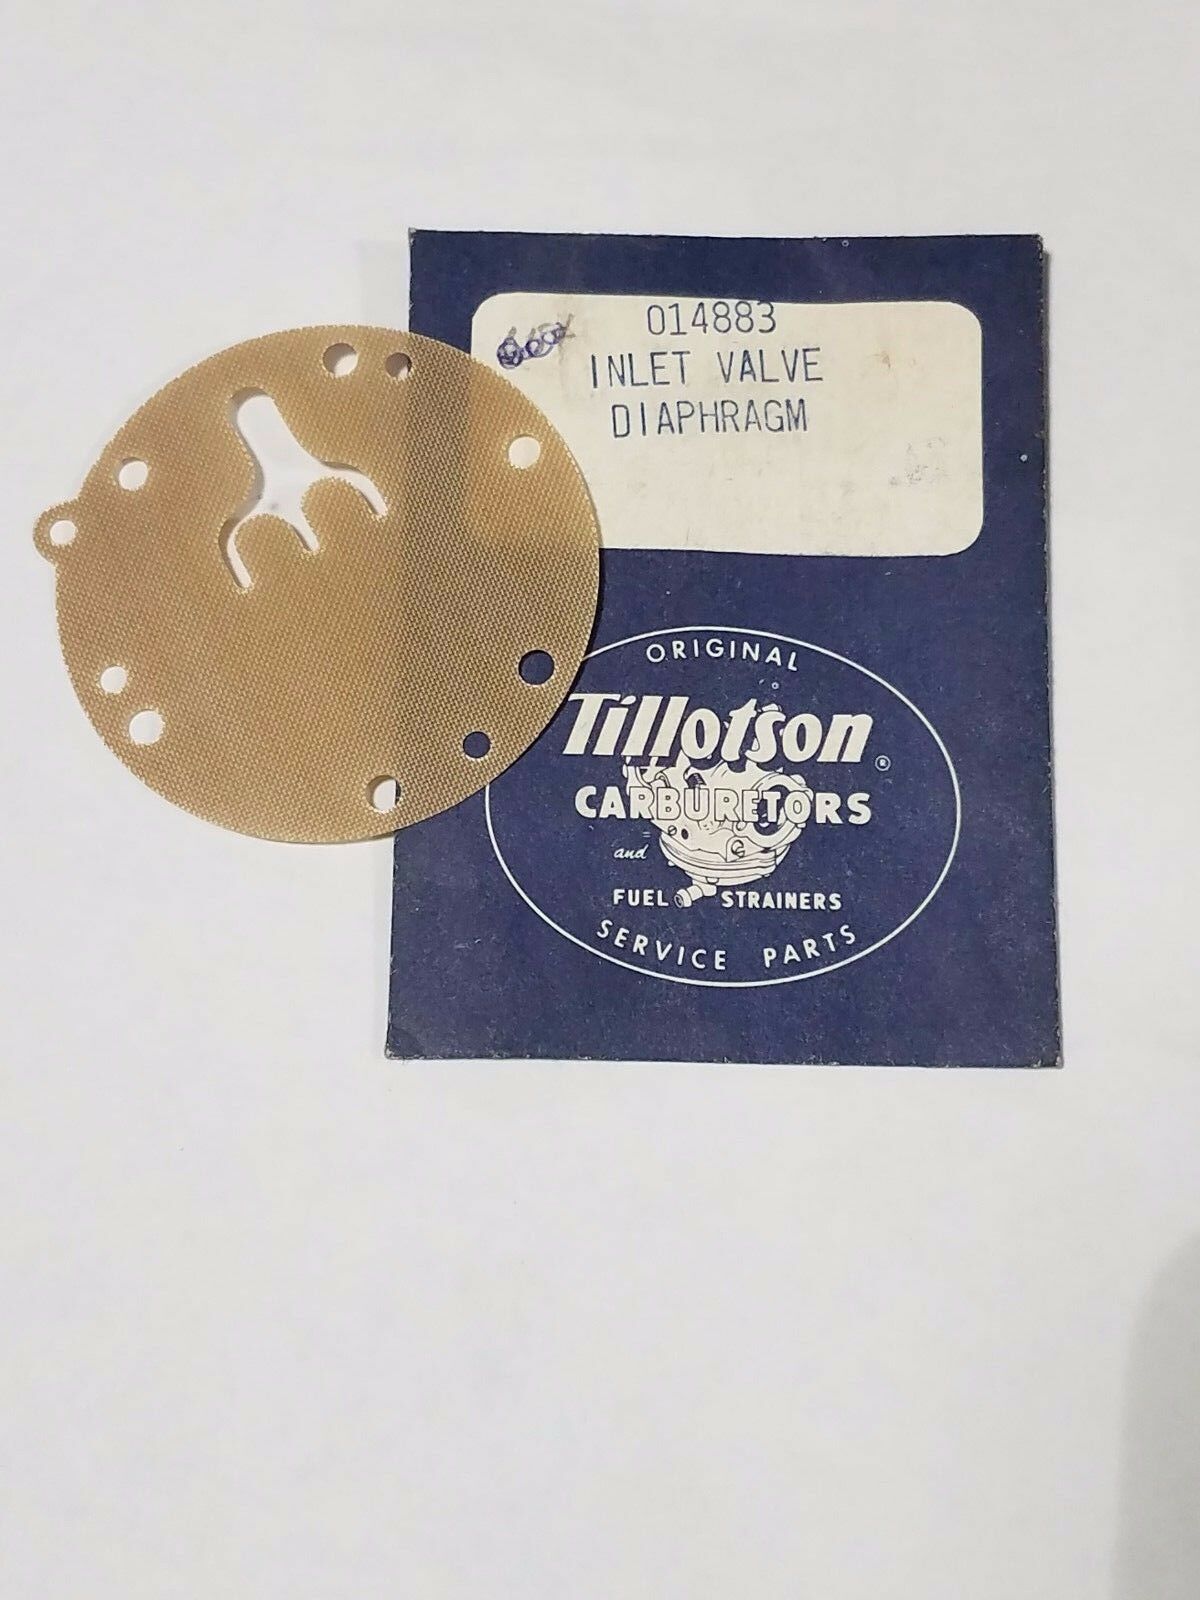 014883
INLET VALVE
DIAPHRAGM
ORIGINAL
Tillotson ®
CARBURETORS
and
FUEL STRAINERS
SERVICE PARTS